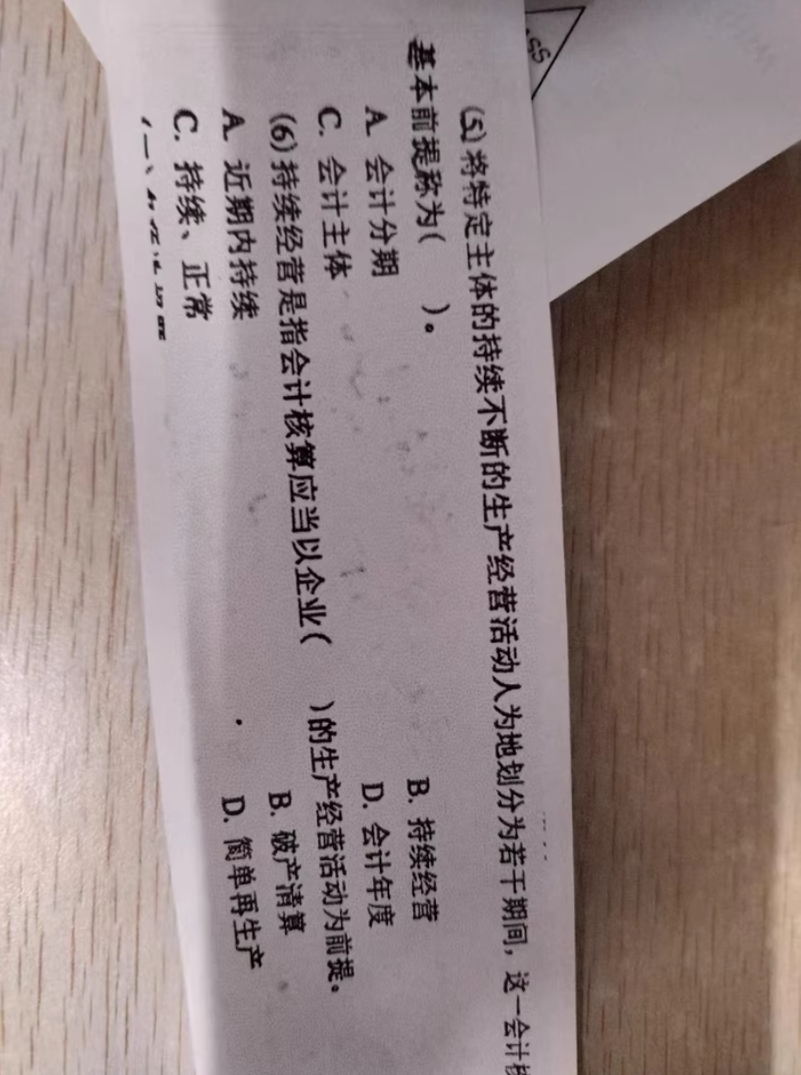 (5)将特定主体的持续不断的生产经营活动人为地划分为若干期间，这一会计
基本前提称为(    )。
A. 会计分期    B. 持续经营
C. 会计主体    D. 会计年度
(6)持续经营是指会计核算应当以企业(    )的生产经营活动为前提。
A. 近期内持续    B. 破产清算
C. 持续、正常    D. 简单再生产